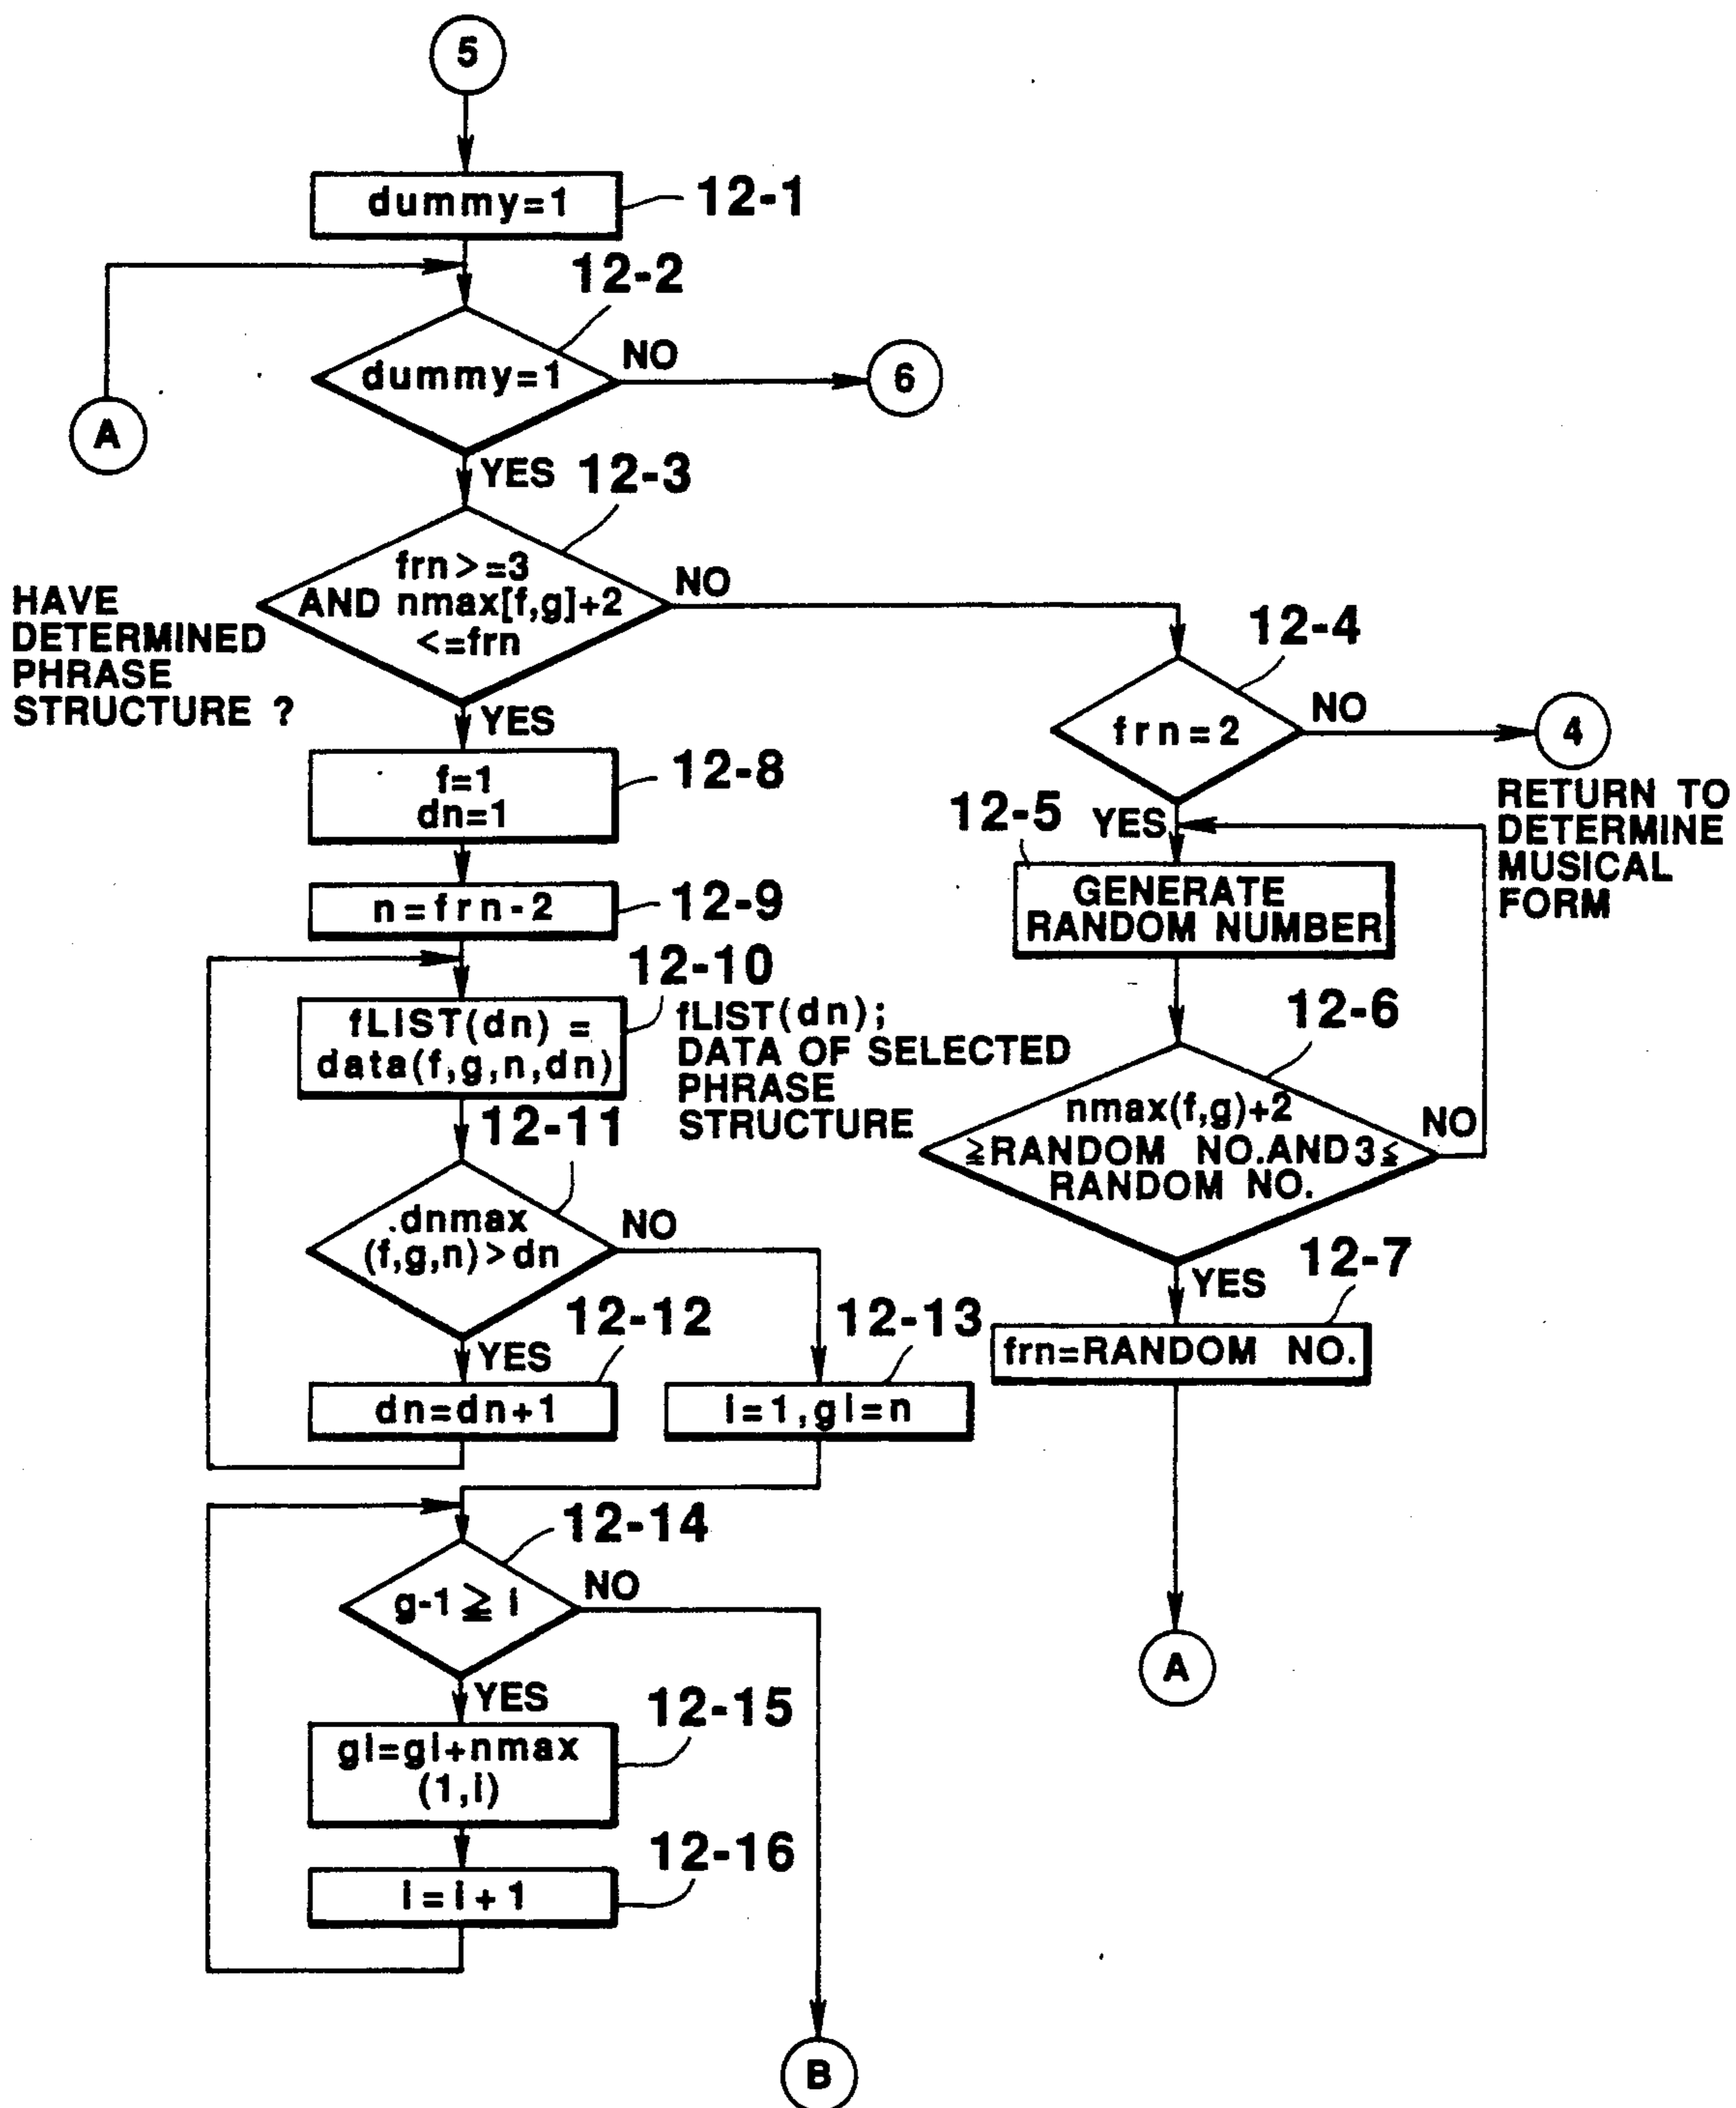 5
dummy=1
12-1
12-2
dummy=1
NO
6
A
YES
12-3
HAVE
DETERMINED
PHRASE
STRUCTURE ?
frn>=3
AND nmax[f,g]+2
<=frn
NO
12-4
frn=2
NO
4
RETURN TO
DETERMINE
MUSICAL
FORM
YES
12-8
f=1
dn=1
12-5
YES
GENERATE
RANDOM NUMBER
n=frn-2
12-9
12-10
fLIST(dn) =
data(f,g,n,dn)
fLIST(dn);
DATA OF SELECTED
PHRASE
STRUCTURE
12-6
nmax(f,g)+2
≧RANDOM NO.AND3≦
RANDOM NO.
NO
12-11
.dnmax
(f,g,n)>dn
NO
YES
12-7
frn=RANDOM NO.
YES
12-12
dn=dn+1
12-13
i=1,gi=n
12-14
g-1≧i
NO
A
YES
12-15
gi=gi+nmax
(1,i)
12-16
i=i+1
B